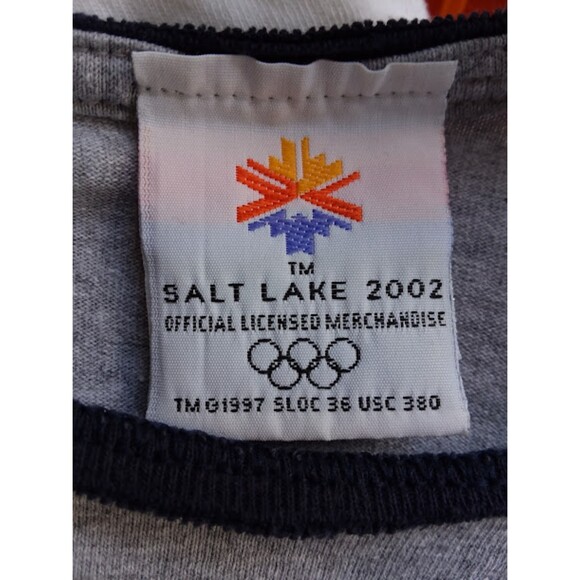 TM
SALT LAKE 2002
OFFICIAL LICENSED MERCHANDISE
TM©1997 SLOC 36 USC 380